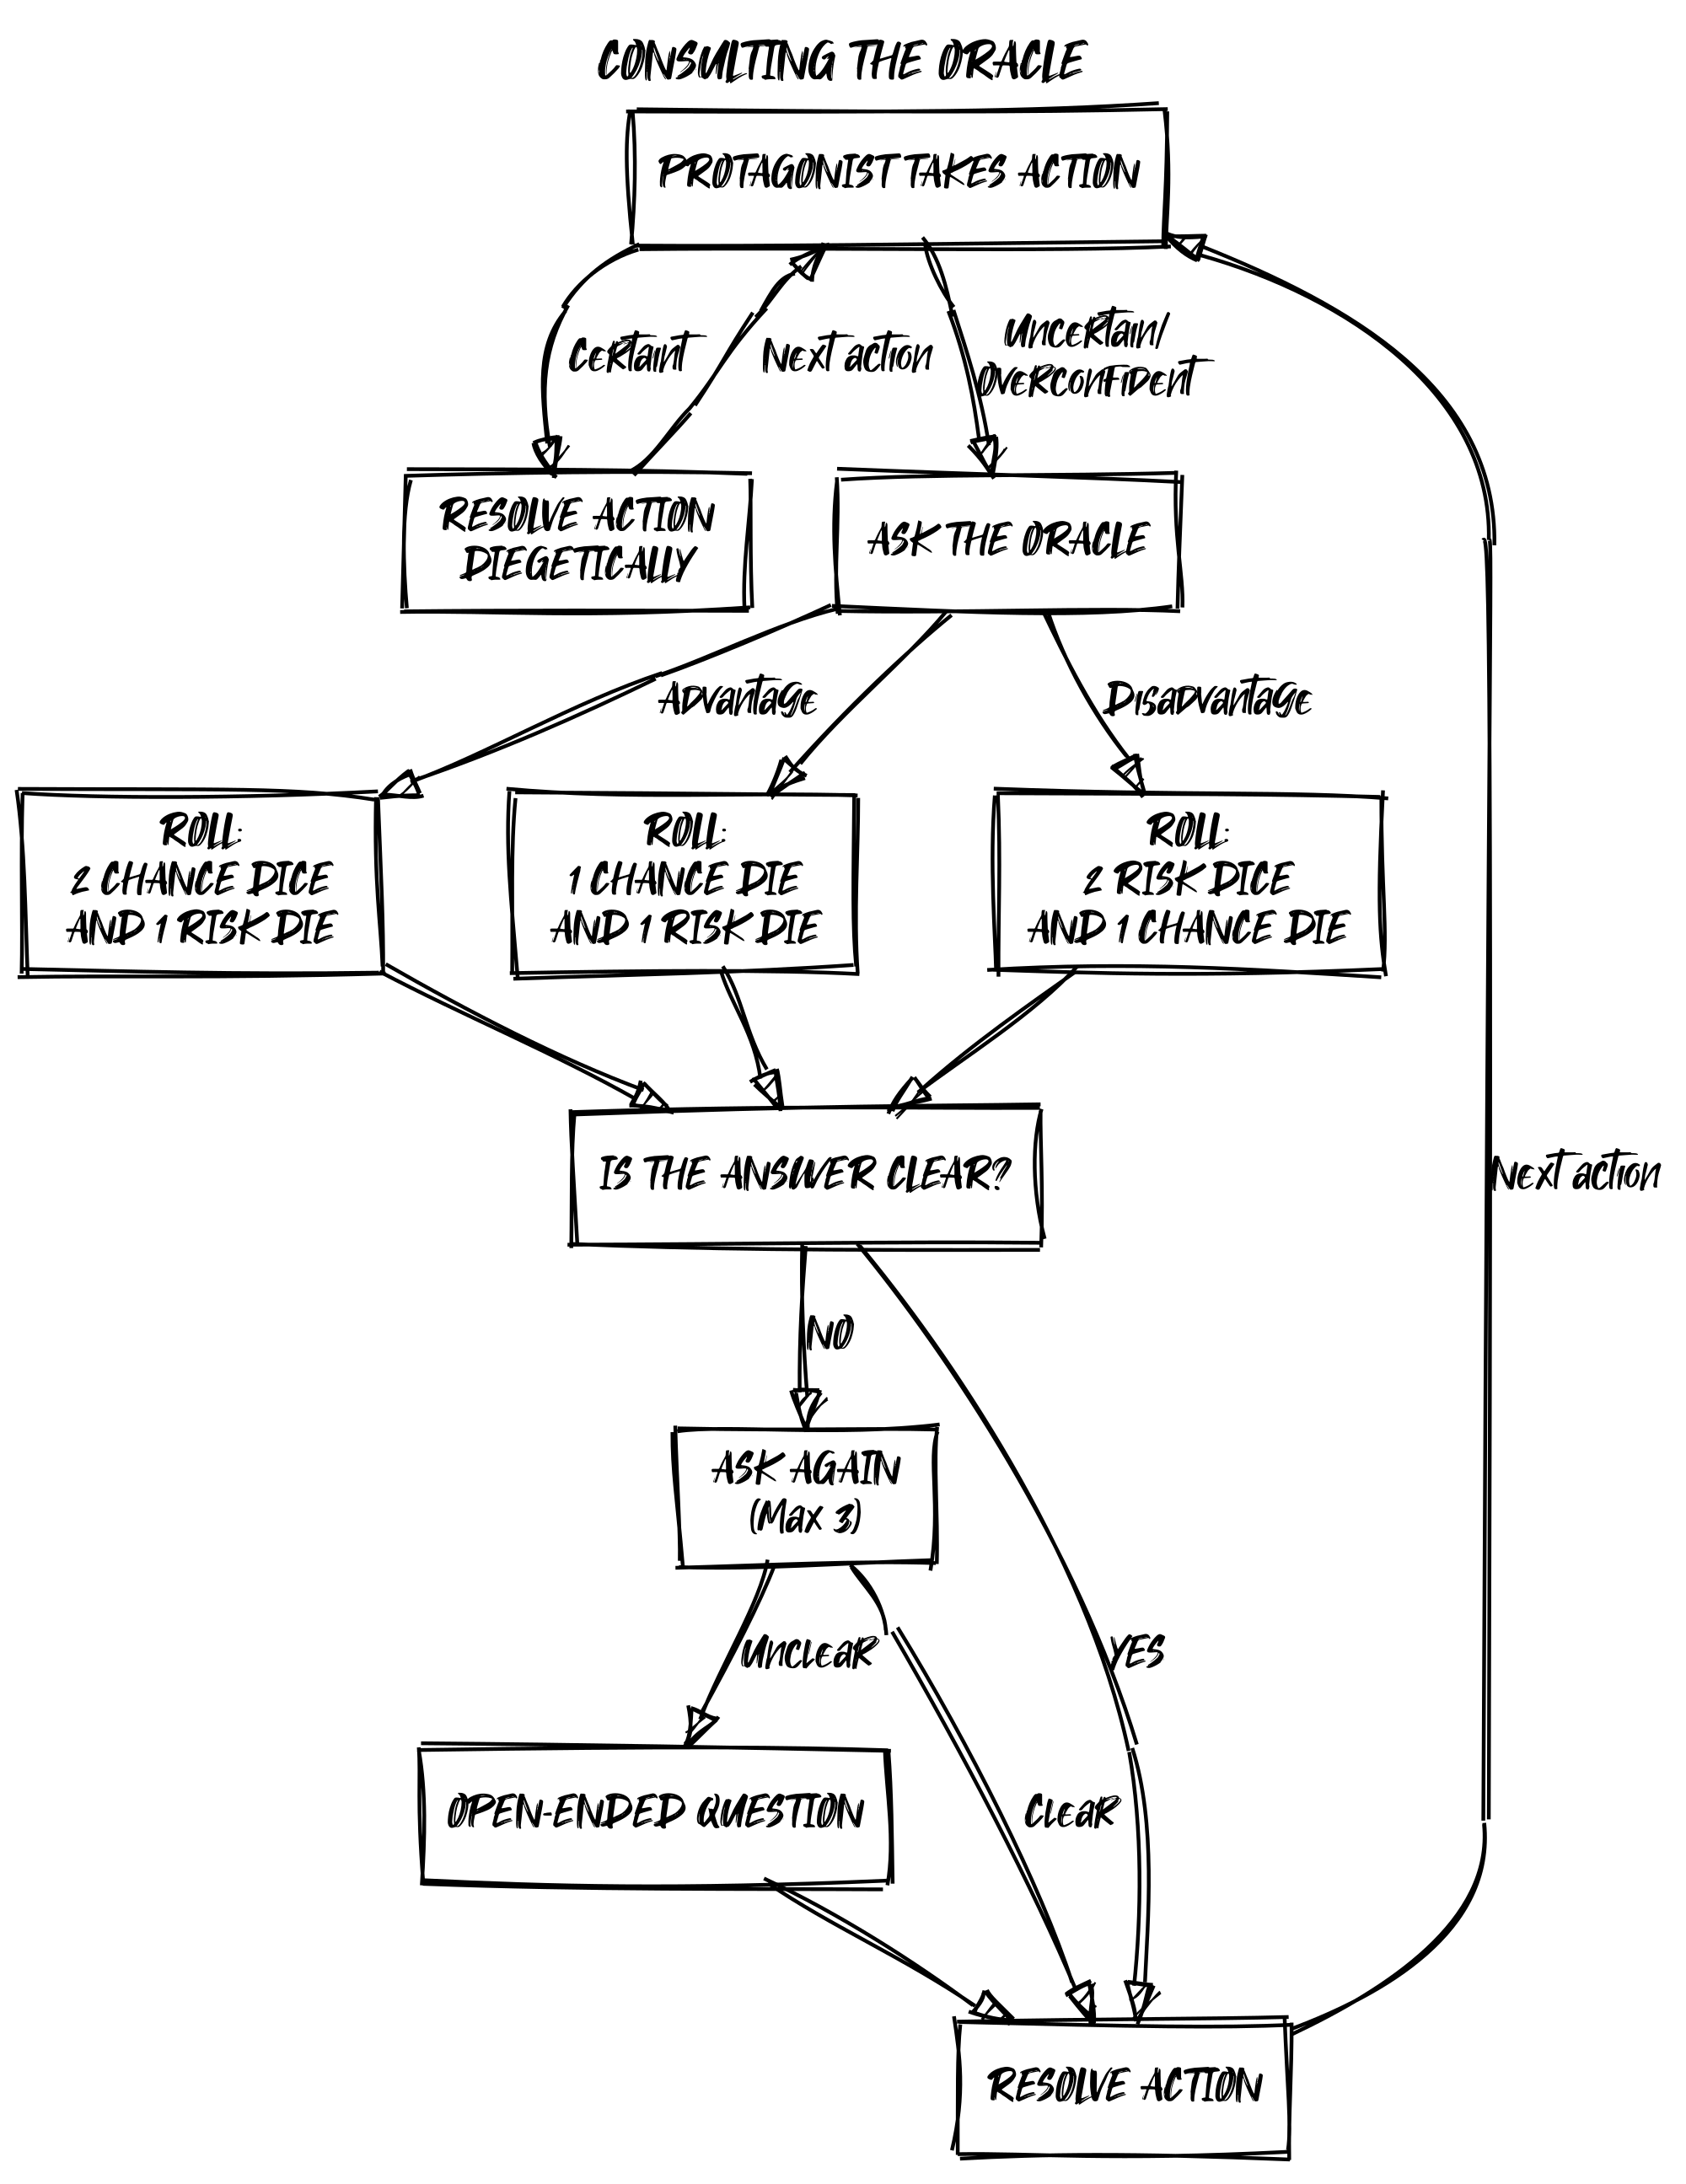 CONSULTING THE ORACLE
PROTAGONIST TAKES ACTION
Certain
Next action
Uncertain/
Overconfident
RESOLVE ACTION
DIEGETICALLY
ASK THE ORACLE
Advantage
Disadvantage
ROLL:
2 CHANCE DICE
AND 1 RISK DIE
ROLL:
1 CHANCE DIE
AND 1 RISK DIE
ROLL:
2 RISK DICE
AND 1 CHANCE DIE
IS THE ANSWER CLEAR?
Next action
NO
ASK AGAIN
(Max 3)
Unclear
YES
OPEN-ENDED QUESTION
Clear
RESOLVE ACTION